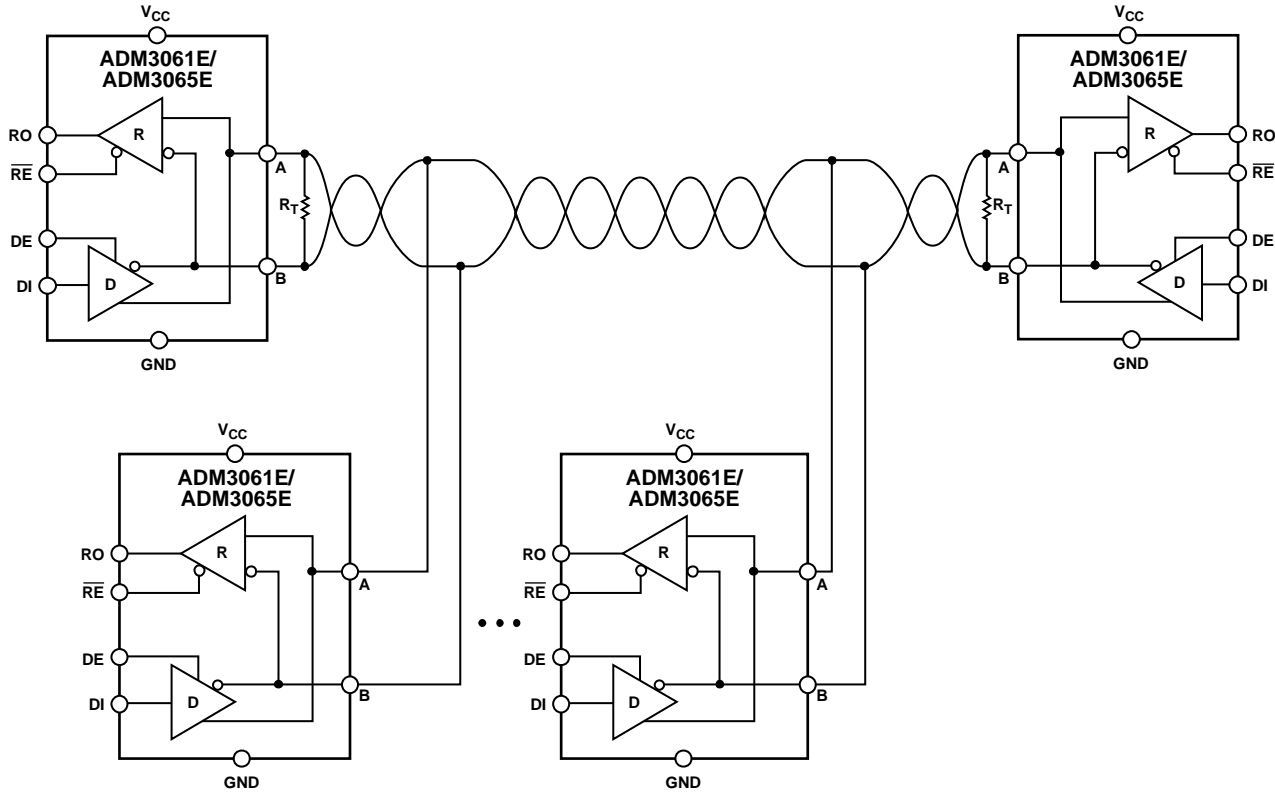 VCC
ADM3061E/
ADM3065E
R
RO
RE
A
RT
DE
B
DI
D
GND
VCC
ADM3061E/
ADM3065E
R
RO
A
RE
RT
DE
B
D
DI
GND
VCC
ADM3061E/
ADM3065E
RO
R
A
RE
DE
B
DI
D
GND
•••
VCC
ADM3061E/
ADM3065E
RO
R
A
RE
DE
B
DI
D
GND